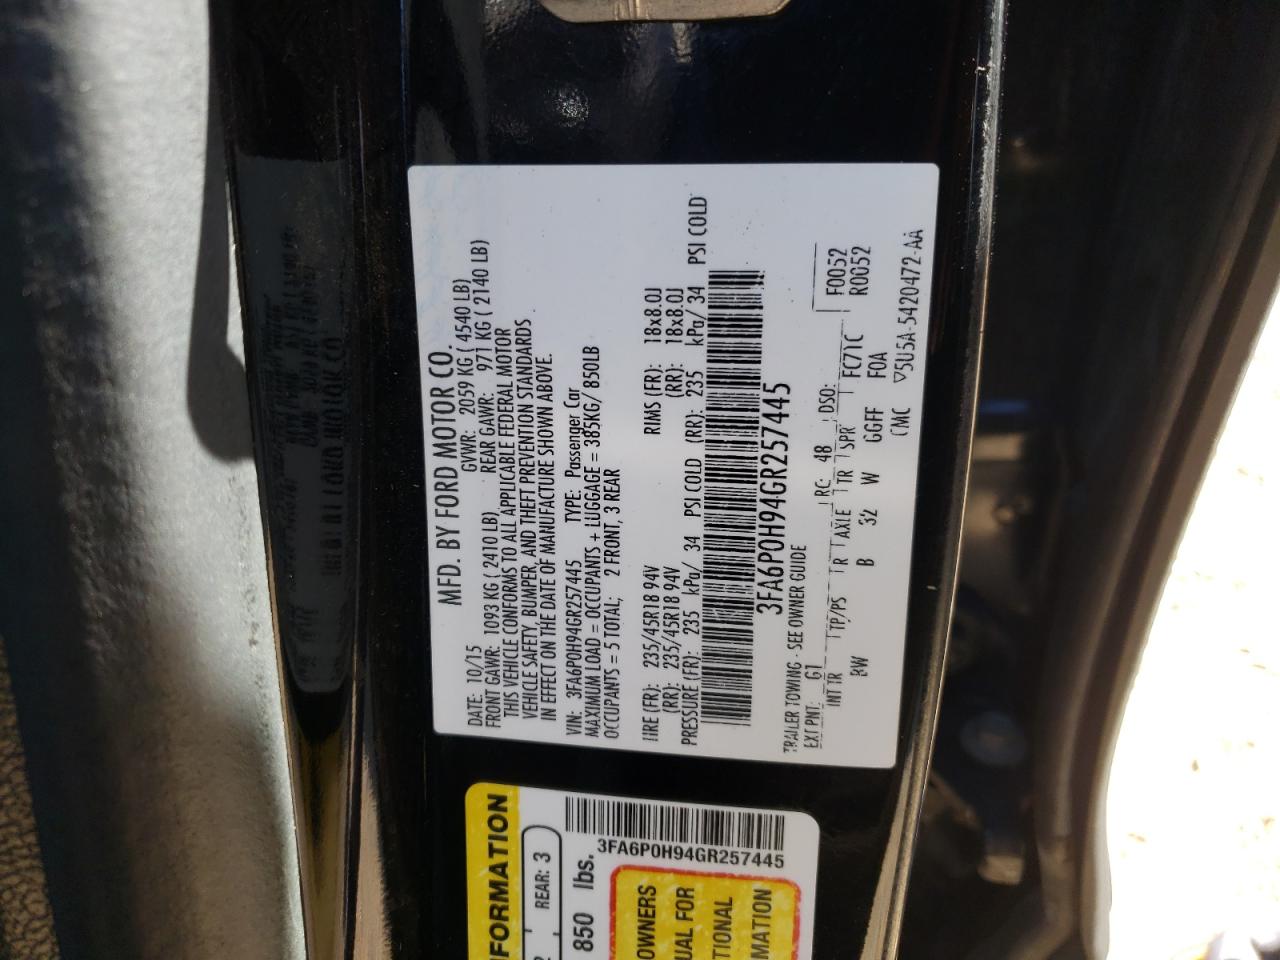 MFD. BY FORD MOTOR CO.
DATE: 10/15 GVWR: 2059 KG ( 4540 LB)
FRONT GAWR: 1093 KG ( 2410 LB) REAR GAWR: 971 KG ( 2140 LB)
THIS VEHICLE CONFORMS TO ALL APPLICABLE FEDERAL MOTOR
VEHICLE SAFETY, BUMPER, AND THEFT PREVENTION STANDARDS
IN EFFECT ON THE DATE OF MANUFACTURE SHOWN ABOVE.
VIN: 3FA6P0H94GR257445 TYPE: Passenger Car
MAXIMUM LOAD = OCCUPANTS + LUGGAGE = 385KG/ 850LB
OCCUPANTS = 5 TOTAL, 2 FRONT, 3 REAR
TIRE (FR): 235/45R18 94V RIMS (FR): 18x8.0J
(RR): 235/45R18 94V (RR): 18x8.0J
PRESSURE (FR): 235 kPa/ 34 PSI COLD (RR): 235 kPa/ 34 PSI COLD
3FA6P0H94GR257445
TRAILER TOWING - SEE OWNER GUIDE
EXT PNT: G1 RC: 48 DSO: F0052
INT TR TP/PS R AXLE TR SPR FC71C R0052
BW B 32 W GGFF F0A
CMC ▽5U5A-5420472-AA
FORMATION
REAR: 3
850 lbs.
3FA6P0H94GR257445
OWNERS
UAL FOR
TIONAL
MATION